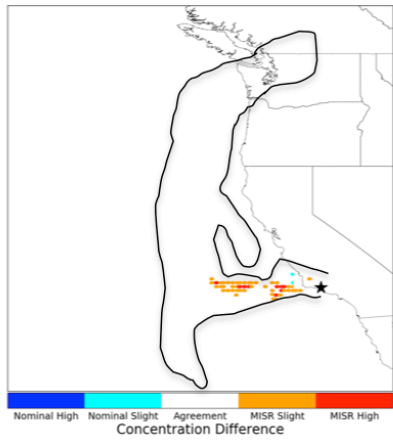 Nominal High Nominal Slight Agreement MISR Slight MISR High
Concentration Difference